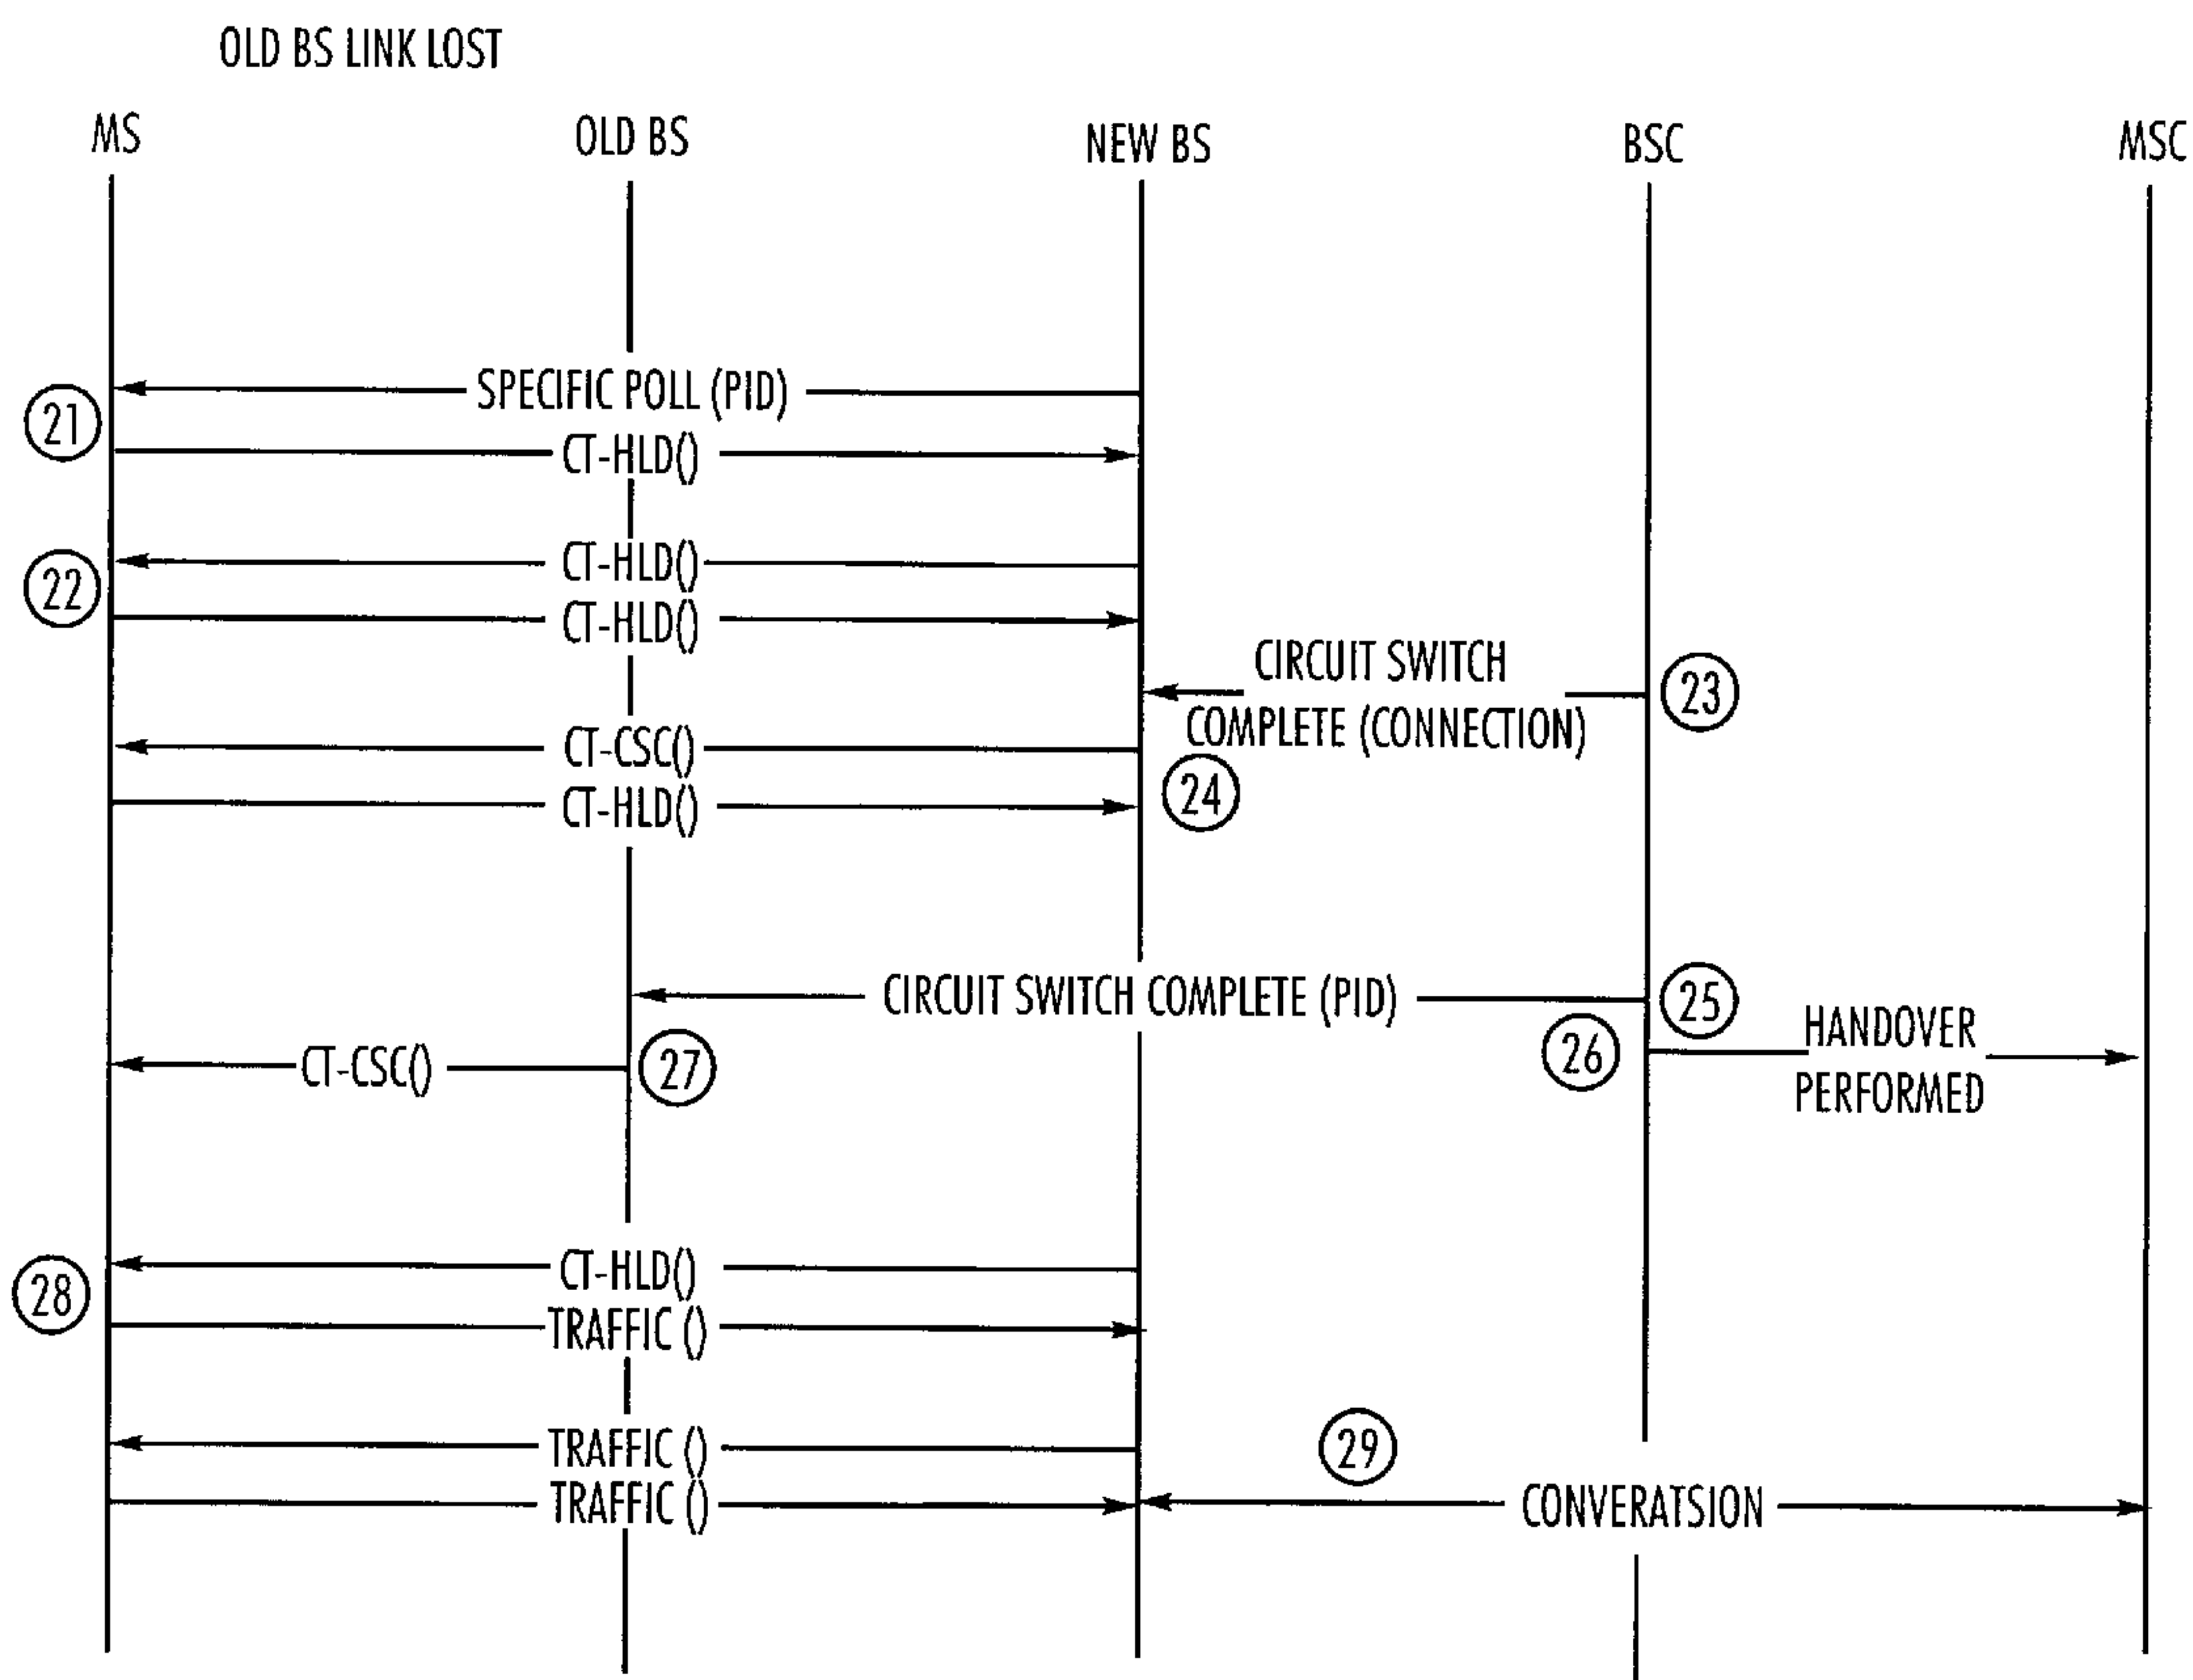 OLD BS LINK LOST
MS
OLD BS
NEW BS
BSC
MSC
SPECIFIC POLL (PID)
21
CT-HLD()
CT-HLD()
22
CT-HLD()
CIRCUIT SWITCH
COMPLETE (CONNECTION)
23
CT-CSC()
24
CT-HLD()
CIRCUIT SWITCH COMPLETE (PID)
25
26
HANDOVER
PERFORMED
CT-CSC()
27
CT-HLD()
28
TRAFFIC ()
TRAFFIC ()
29
TRAFFIC ()
CONVERATSION